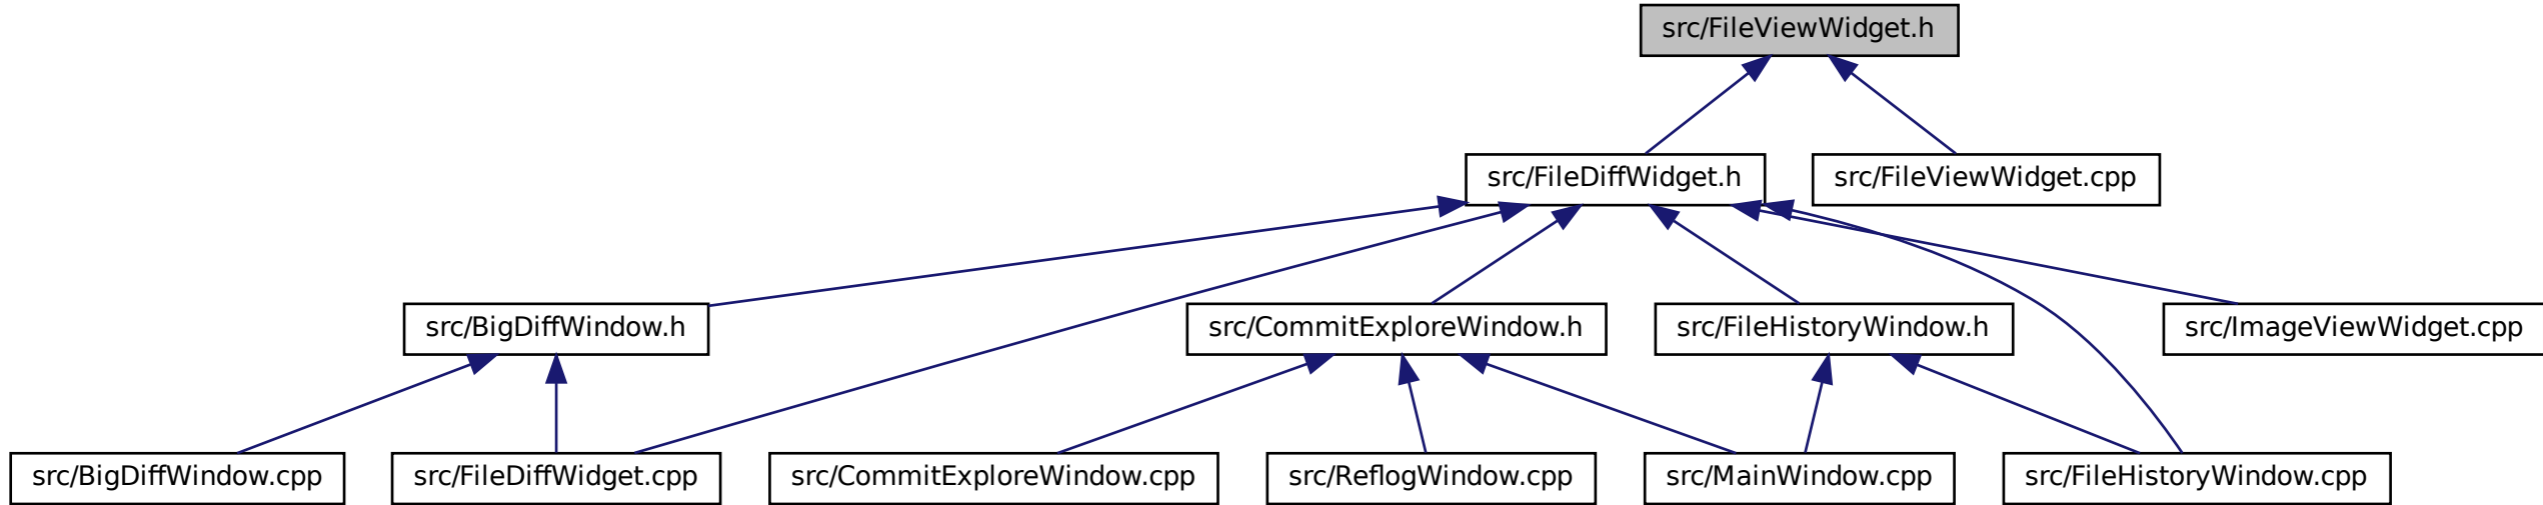 src/FileViewWidget.h
src/FileDiffWidget.h
src/FileViewWidget.cpp
src/BigDiffWindow.h
src/CommitExploreWindow.h
src/FileHistoryWindow.h
src/ImageViewWidget.cpp
src/BigDiffWindow.cpp
src/FileDiffWidget.cpp
src/CommitExploreWindow.cpp
src/ReflogWindow.cpp
src/MainWindow.cpp
src/FileHistoryWindow.cpp